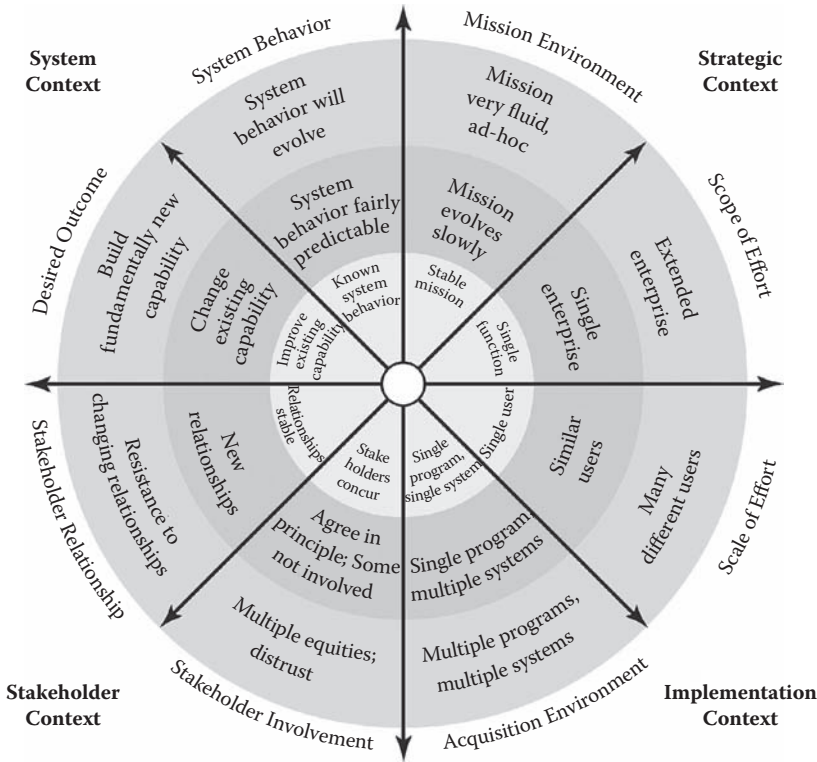 System
Context
System Behavior
Mission Environment
Strategic
Context
System
behavior will
evolve
Mission
very fluid,
ad-hoc
Desired Outcome
Build
fundamentally new
capability
System
behavior fairly
predictable
Mission
evolves
slowly
Extended
enterprise
Scope of Effort
Change
existing
capability
Known
system
behavior
Stable
mission
Single
enterprise
Improve
existing
capability
Single
function
Stakeholder Relationship
Resistance to
changing relationships
New
relationships
Relationships
stable
Single user
Similar
users
Many
different users
Scale of Effort
Stake
holders
concur
Single
program,
single system
Agree in
principle; Some
not involved
Single program,
multiple systems
Multiple equities;
distrust
Multiple programs,
multiple systems
Stakeholder
Context
Stakeholder Involvement
Acquisition Environment
Implementation
Context